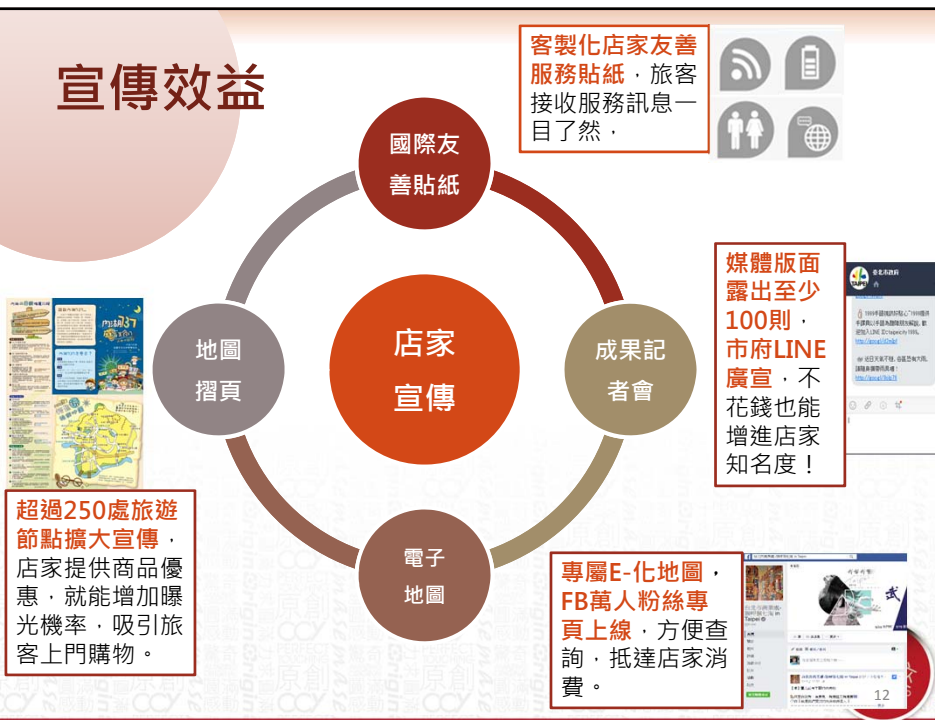 宣傳效益
客製化店家友善
服務貼紙，旅客
接收服務訊息一
目了然，
國際友
善貼紙
店家
宣傳
地圖
摺頁
成果記
者會
電子
地圖
媒體版面
露出至少
100則，
市府LINE
廣宣，不
花錢也能
增進店家
知名度！
臺北市政府
TAIPEI
超過250處旅遊
節點擴大宣傳，
店家提供商品優
惠，就能增加曝
光機率，吸引旅
客上門購物。
專屬E-化地圖，
FB萬人粉絲專
頁上線，方便查
詢，抵達店家消
費。
武
12